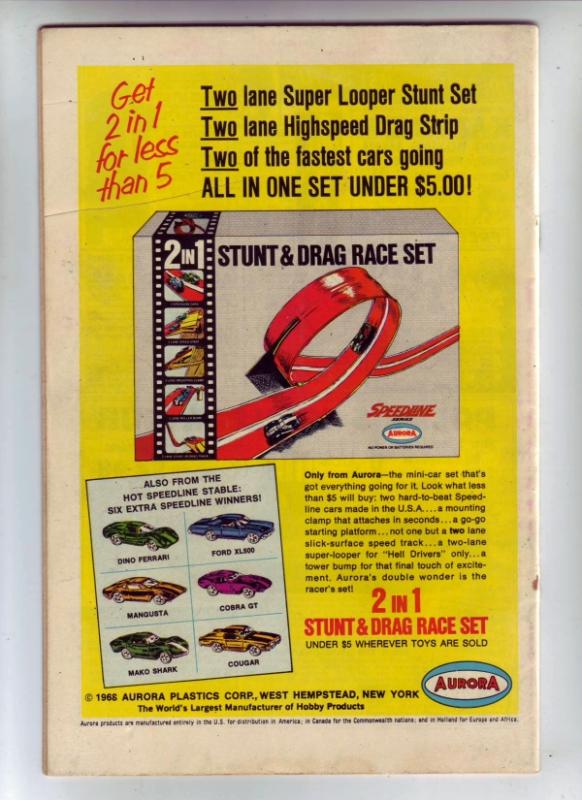 Get
2 in 1
for less
than 5
Two lane Super Looper Stunt Set
Two lane Highspeed Drag Strip
Two of the fastest cars going
ALL IN ONE SET UNDER $5.00!
2 IN 1
STUNT & DRAG RACE SET
SPEEDLINE
SERIES
AURORA
NO POWER OR BATTERIES REQUIRED
ALSO FROM THE
HOT SPEEDLINE STABLE:
SIX EXTRA SPEEDLINE WINNERS!
DINO FERRARI
FORD XL500
MANGUSTA
COBRA GT
MAKO SHARK
COUGAR
Only from Aurora—the mini-car set that's
got everything going for it. Look what less
than $5 will buy: two hard-to-beat Speed-
line cars made in the U.S.A.... a mounting
clamp that attaches in seconds...a go-go
starting platform...not one but a two lane
slick-surface speed track...a two-lane
super-looper for "Hell Drivers" only...a
tower bump for that final touch of excite-
ment. Aurora's double wonder is the
racer's set!
2 IN 1
STUNT & DRAG RACE SET
UNDER $5 WHEREVER TOYS ARE SOLD
AURORA
© 1968 AURORA PLASTICS CORP., WEST HEMPSTEAD, NEW YORK
The World's Largest Manufacturer of Hobby Products
Aurora products are manufactured entirely in the U.S. for distribution in America; in Canada for the Commonwealth nations; and in Holland for Europe and Africa.